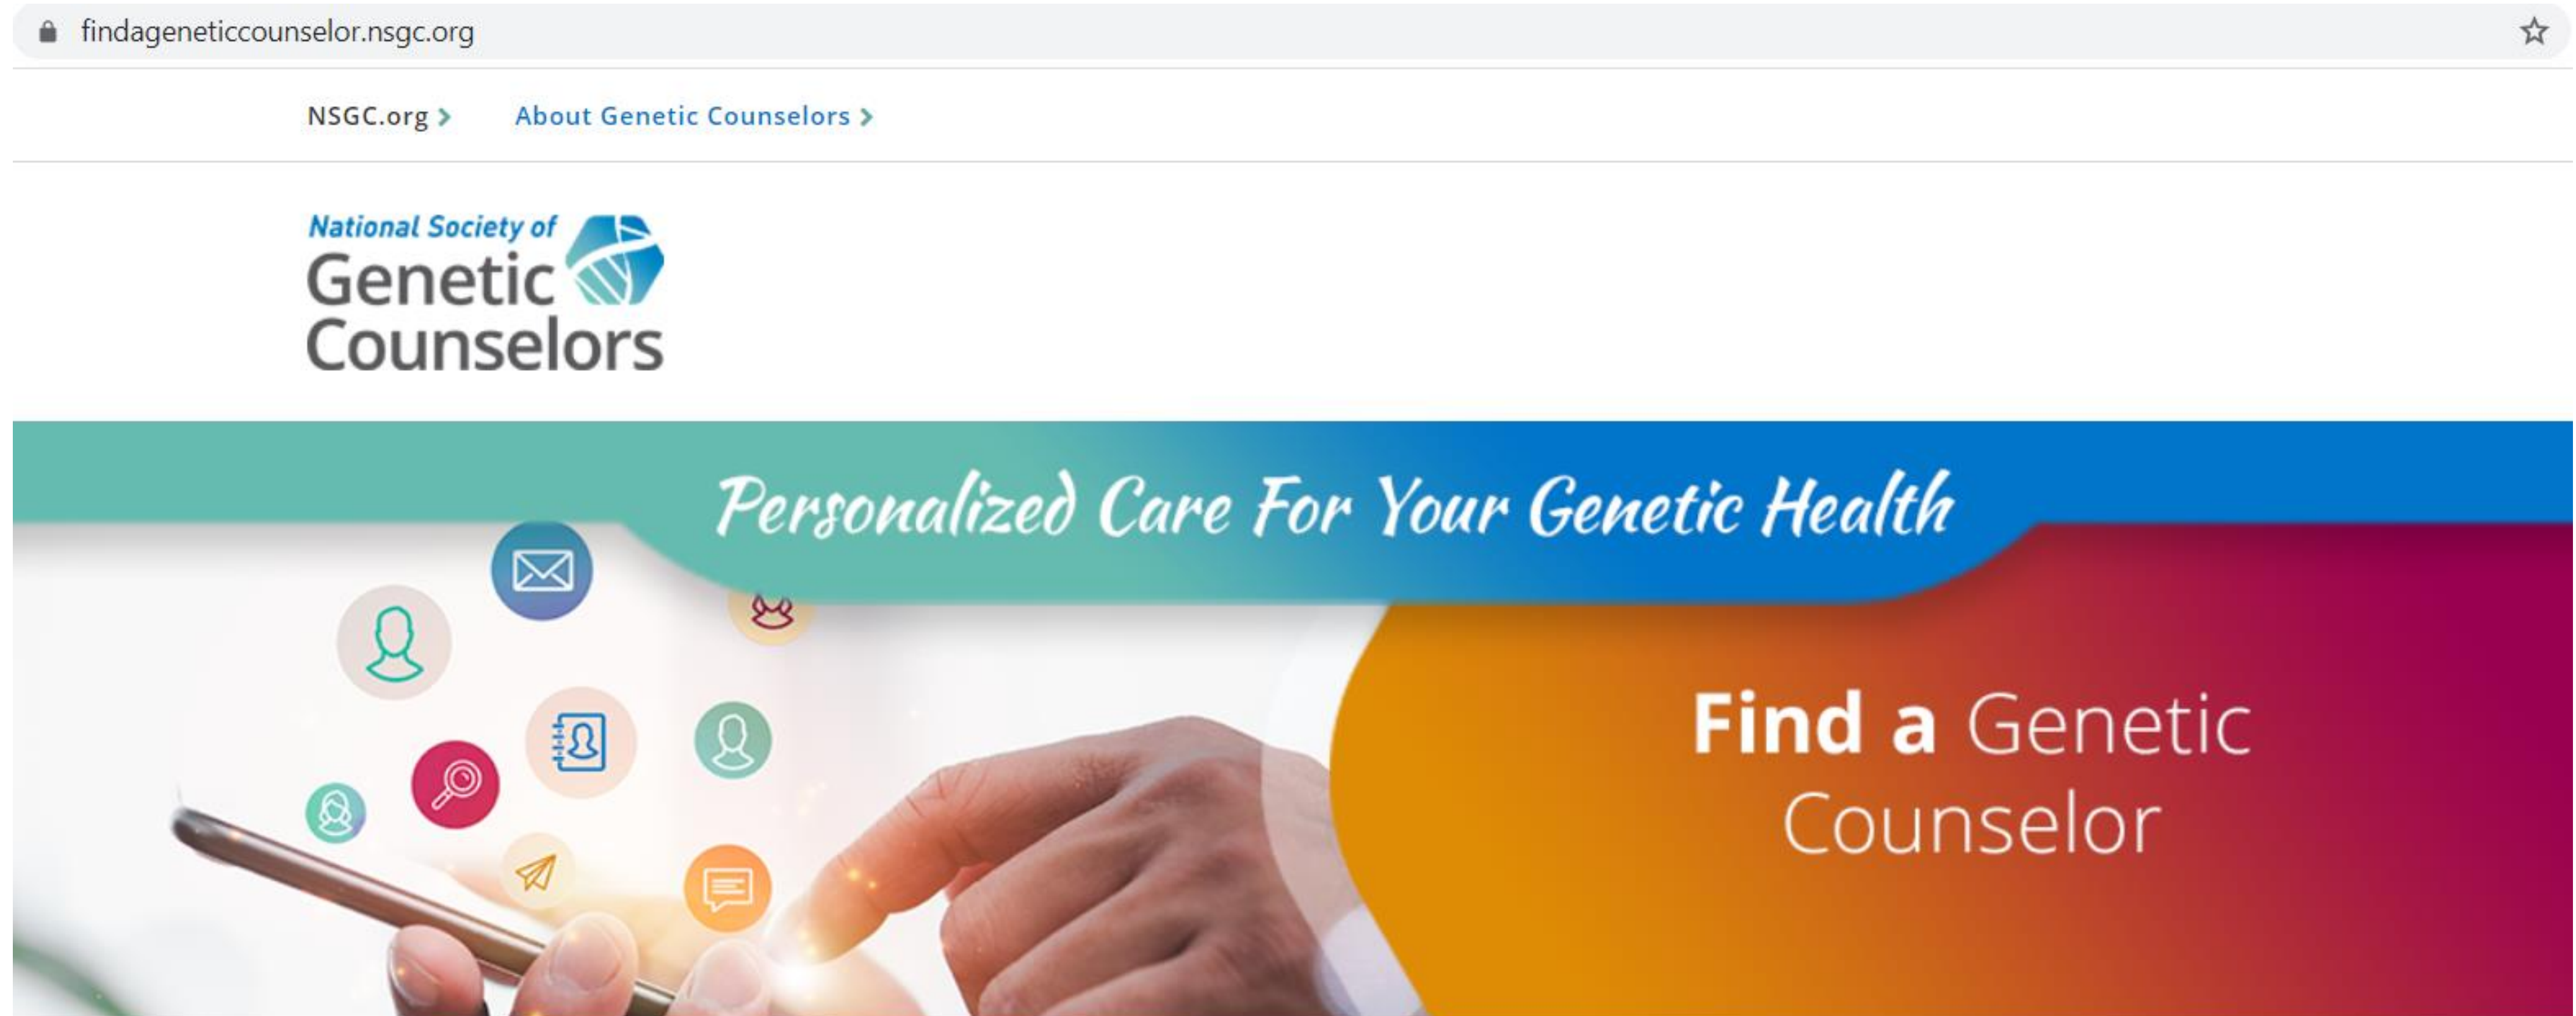 findageneticcounselor.nsgc.org
NSGC.org >
About Genetic Counselors >
National Society of
Genetic
Counselors
Personalized Care For Your Genetic Health
Find a Genetic
Counselor